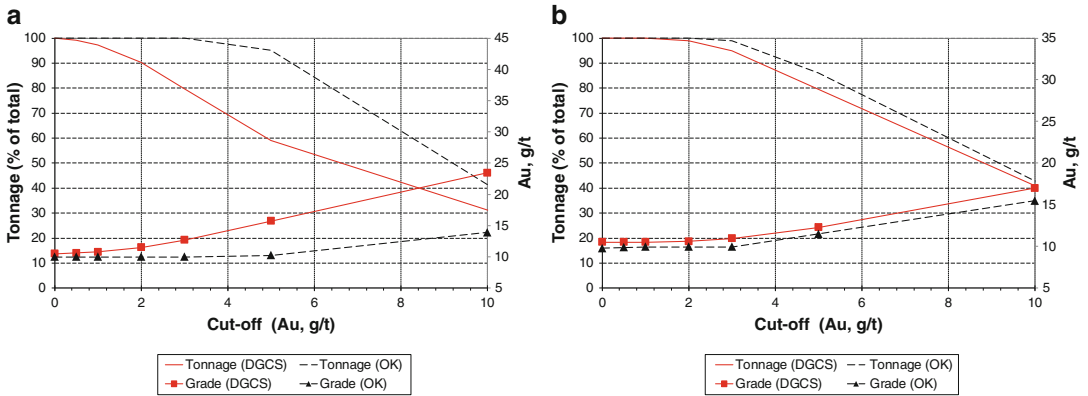 a
Tonnage (% of total)
100
90
80
70
60
50
40
30
20
10
0
45
40
35
30
25
20
15
10
5
Au, g/t
0 2 4 6 8 10
Cut-off (Au, g/t)
Tonnage (DGCS) Tonnage (OK)
Grade (DGCS) Grade (OK)
b
Tonnage (% of total)
100
90
80
70
60
50
40
30
20
10
0
35
30
25
20
15
10
5
Au, g/t
0 2 4 6 8 10
Cut-off (Au, g/t)
Tonnage (DGCS) Tonnage (OK)
Grade (DGCS) Grade (OK)